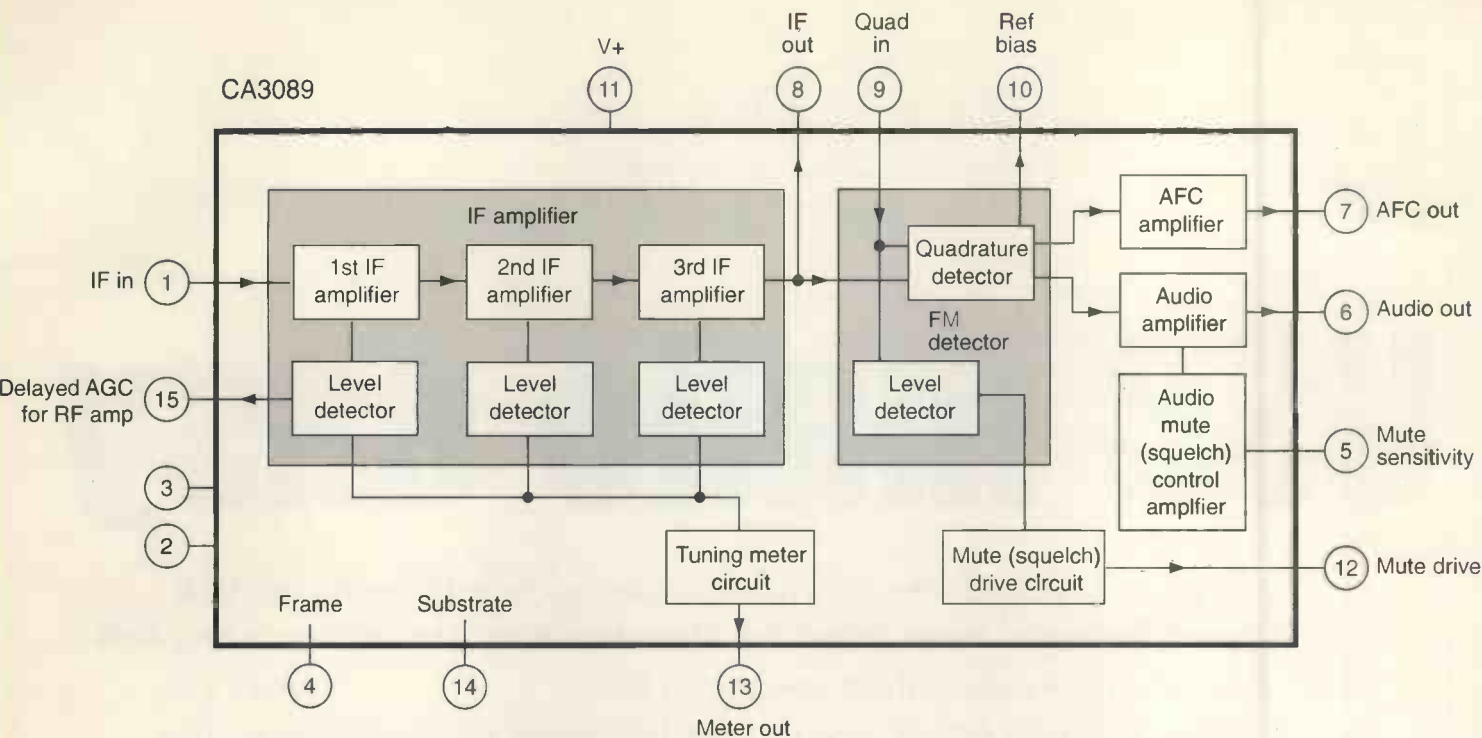 IF
out
Quad
in
Ref
bias
V+
CA3089
11
8
9
10
IF amplifier
AFC
amplifier
7
AFC out
IF in
1
1st IF
amplifier
2nd IF
amplifier
3rd IF
amplifier
Quadrature
detector
Audio
amplifier
6
Audio out
FM
detector
Delayed AGC
for RF amp
15
Level
detector
Level
detector
Level
detector
Level
detector
Audio
mute
(squelch)
control
amplfier
5
Mute
sensitivity
3
2
Tuning meter
circuit
Mute (squelch)
drive circuit
12
Mute drive
Frame
Substrate
4
14
13
Meter out